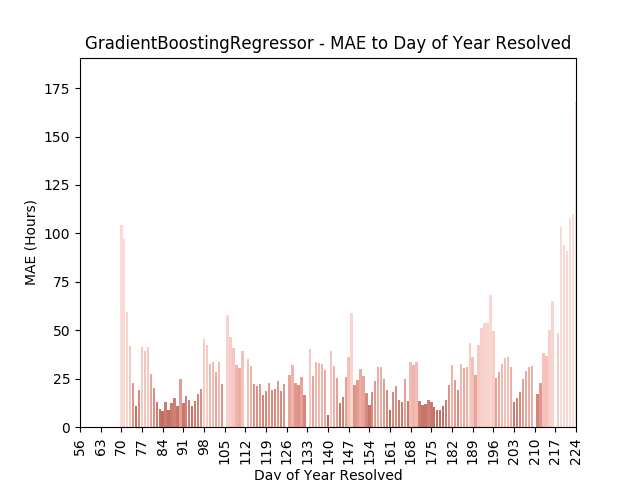 GradientBoostingRegressor - MAE to Day of Year Resolved
175
150
125
100
75
50
25
0
MAE (Hours)
56 63 70 77 84 91 98 105 112 119 126 133 140 147 154 161 168 175 182 189 196 203 210 217 224
Day of Year Resolved